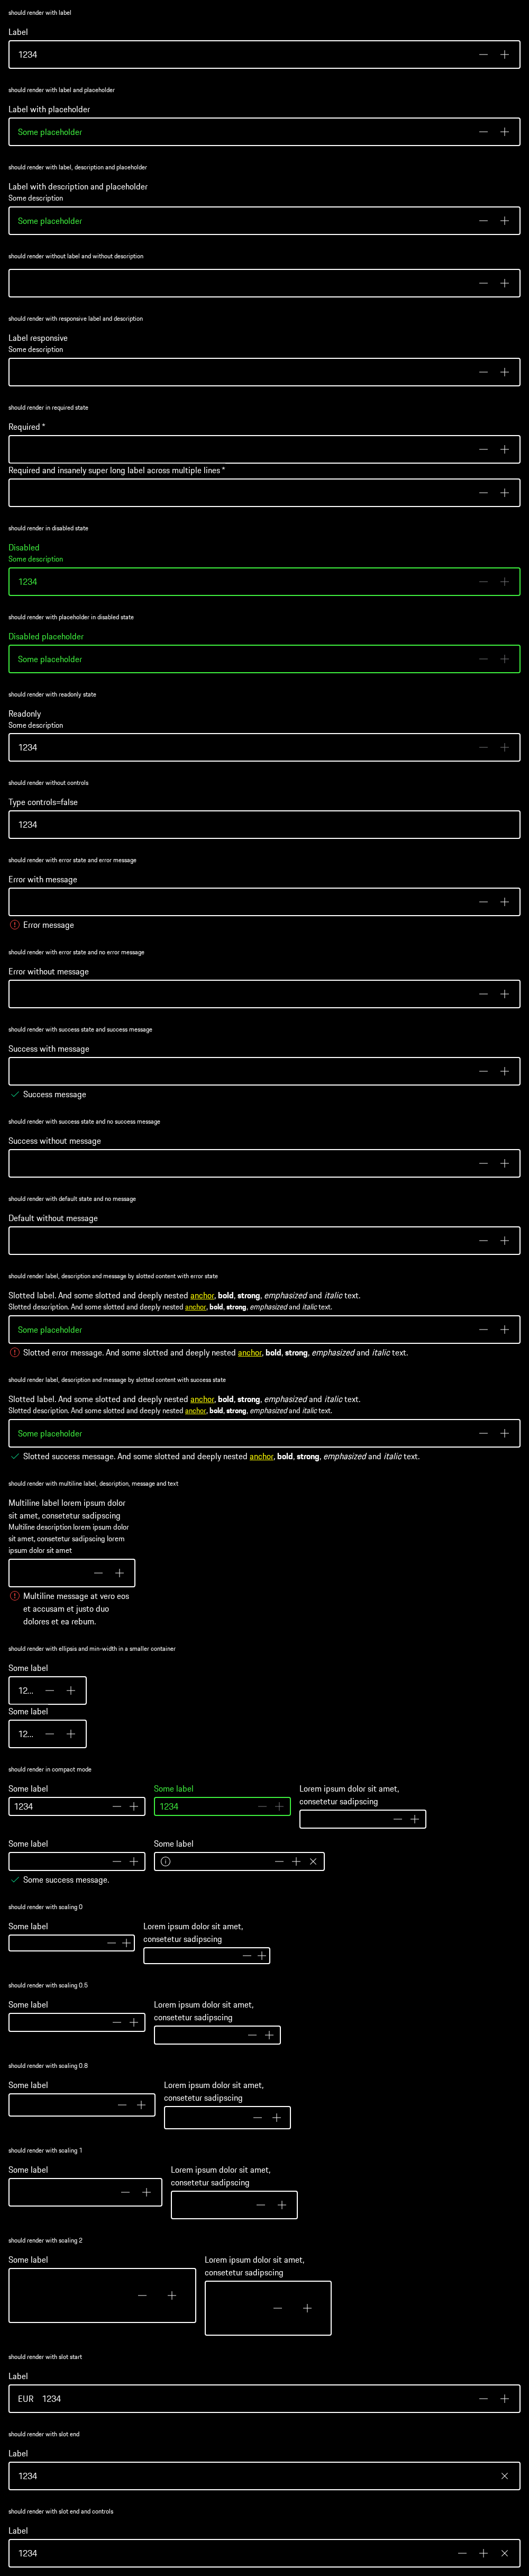 should render with label
Label
1234
should render with label and placeholder
Label with placeholder
Some placeholder
should render with label, description and placeholder
Label with description and placeholder
Some description
Some placeholder
should render without label and without description
should render with responsive label and description
Label responsive
Some description
should render in required state
Required *
Required and insanely super long label across multiple lines *
should render in disabled state
Disabled
Some description
1234
should render with placeholder in disabled state
Disabled placeholder
Some placeholder
should render with readonly state
Readonly
Some description
1234
should render without controls
Type controls=false
1234
should render with error state and error message
Error with message
Error message
should render with error state and no error message
Error without message
should render with success state and success message
Success with message
Success message
should render with success state and no success message
Success without message
should render with default state and no message
Default without message
should render label, description and message by slotted content with error state
Slotted label. And some slotted and deeply nested anchor, bold, strong, emphasized and italic text.
Slotted description. And some slotted and deeply nested anchor, bold, strong, emphasized and italic text.
Some placeholder
Slotted error message. And some slotted and deeply nested anchor, bold, strong, emphasized and italic text.
should render label, description and message by slotted content with success state
Slotted label. And some slotted and deeply nested anchor, bold, strong, emphasized and italic text.
Slotted description. And some slotted and deeply nested anchor, bold, strong, emphasized and italic text.
Some placeholder
Slotted success message. And some slotted and deeply nested anchor, bold, strong, emphasized and italic text.
should render with multiline label, description, message and text
Multiline label lorem ipsum dolor
sit amet, consetetur sadipscing
Multiline description lorem ipsum dolor
sit amet, consetetur sadipscing lorem
ipsum dolor sit amet
Multiline message at vero eos
et accusam et justo duo
dolores et ea rebum.
should render with ellipsis and min-width in a smaller container
Some label
12...
Some label
12...
should render in compact mode
Some label
1234
Some label
1234
Lorem ipsum dolor sit amet,
consetetur sadipscing
Some label
Some success message.
Some label
should render with scaling 0
Some label
Lorem ipsum dolor sit amet,
consetetur sadipscing
should render with scaling 0.5
Some label
Lorem ipsum dolor sit amet,
consetetur sadipscing
should render with scaling 0.8
Some label
Lorem ipsum dolor sit amet,
consetetur sadipscing
should render with scaling 1
Some label
Lorem ipsum dolor sit amet,
consetetur sadipscing
should render with scaling 2
Some label
Lorem ipsum dolor sit amet,
consetetur sadipscing
should render with slot start
Label
EUR 1234
should render with slot end
Label
1234
should render with slot end and controls
Label
1234